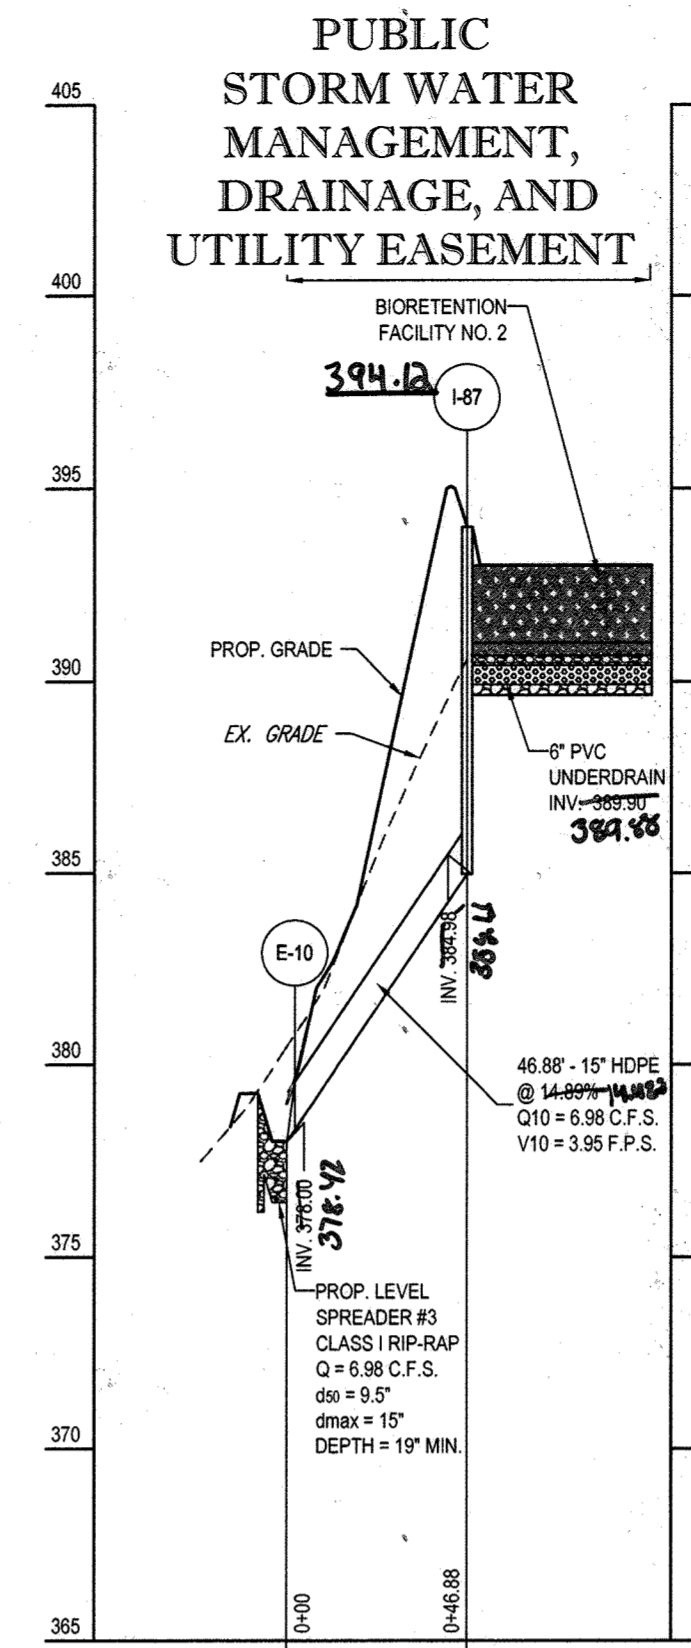 PUBLIC
STORM WATER
MANAGEMENT,
DRAINAGE, AND
UTILITY EASEMENT
405
400
BIORETENTION
FACILITY NO. 2
394.12
I-87
395
PROP. GRADE
390
EX. GRADE
6" PVC
UNDERDRAIN
INV. 389.90
389.88
385
E-10
INV. 384.98
380
46.88' - 15" HDPE
@ 14.89%
Q10 = 6.98 C.F.S.
V10 = 3.95 F.P.S.
INV. 378.00
378.42
375
PROP. LEVEL
SPREADER #3
CLASS I RIP-RAP
Q = 6.98 C.F.S.
d50 = 9.5"
dmax = 15"
DEPTH = 19" MIN.
370
0+00
0+46.88
365